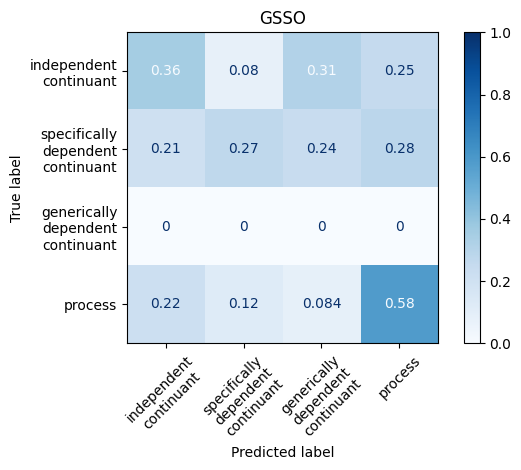 GSSO
True label
independent
continuant
0.36 0.08 0.31 0.25
specifically
dependent
continuant
0.21 0.27 0.24 0.28
generically
dependent
continuant
0 0 0 0
process
0.22 0.12 0.084 0.58
independent
continuant
specifically
dependent
continuant
generically
dependent
continuant
process
Predicted label
1.0
0.8
0.6
0.4
0.2
0.0